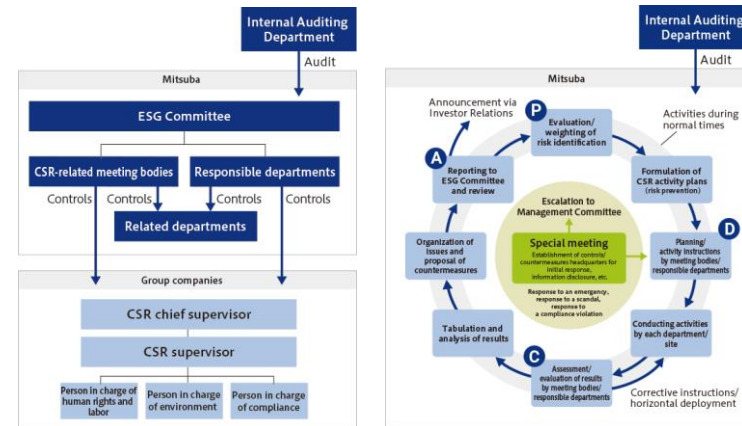 Internal Auditing
Department
Audit
Mitsuba
ESG Committee
CSR-related meeting bodies
Responsible departments
Controls
Controls
Controls
Controls
Related departments
Group companies
CSR chief supervisor
CSR supervisor
Person in charge of
human rights and
labor
Person in charge
of environment
Person in charge
of compliance
Internal Auditing
Department
Audit
Mitsuba
Announcement via
Investor Relations
P
Evaluation/
weighting of
risk identification
Activities during
normal times
A
Reporting to
ESG Committee
and review
Formulation of
CSR activity plans
(risk prevention)
Escalation to
Management Committee
D
Organization of
issues and
proposal of
countermeasures
Special meeting
Establishment of controls/
countermeasures headquarters for
initial response,
information disclosure, etc.
Planning/
activity instructions
by meeting bodies/
responsible departments
Response to an emergency,
response to a scandal,
response to
a compliance violation
Tabulation and
analysis of results
Conducting activities
by each department/
site
C
Assessment/
evaluation of results
by meeting bodies/
responsible departments
Corrective instructions/
horizontal deployment